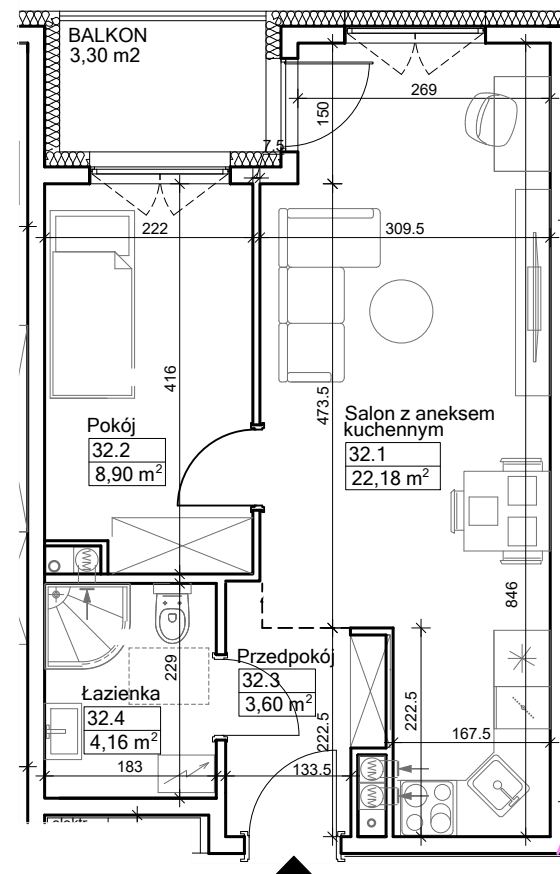 BALKON
3,30 m2
269
150
7.5
222
309.5
416
473.5
Pokój
32.2
8,90 m²
Salon z aneksem
kuchennym
32.1
22,18 m²
846
229
Przedpokój
32.3
3,60 m²
Łazienka
32.4
4,16 m²
222.5
222.5
167.5
183
133.5
elektr.